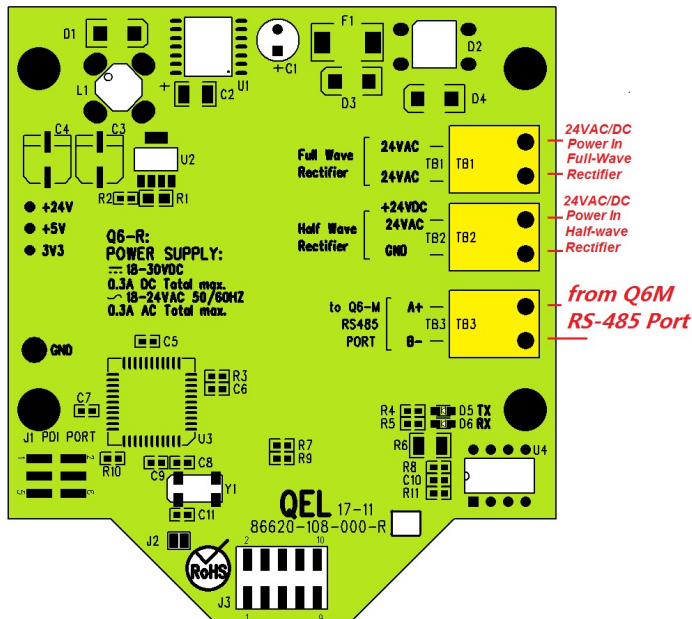 D1
U1
C2
C1
F1
D3
D2
D4
L1
C4
C3
U2
R2
R1
+24V
+5V
3V3
Full Wave
Rectifier
24VAC
24VAC
TB1
TB1
24VAC/DC
Power In
Full-Wave
Rectifier
Half Wave
Rectifier
+24VDC
24VAC
GND
TB2
TB2
24VAC/DC
Power In
Half-wave
Rectifier
Q6-R:
POWER SUPPLY:
18-30VDC
0.3A DC Total max.
18-24VAC 50/60HZ
0.3A AC Total max.
to Q6-M
RS485
PORT
A+
B-
TB3
TB3
from Q6M
RS-485 Port
GND
C5
R3
C6
C7
J1 PDI PORT
1
2
5
6
U3
R10
C9
C8
Y1
C11
R7
R9
R4
R5
D5 TX
D6 RX
R6
R8
C10
R11
U4
QEL 17-11
86620-108-000-R
J2
RoHS
J3
2
10
1
9